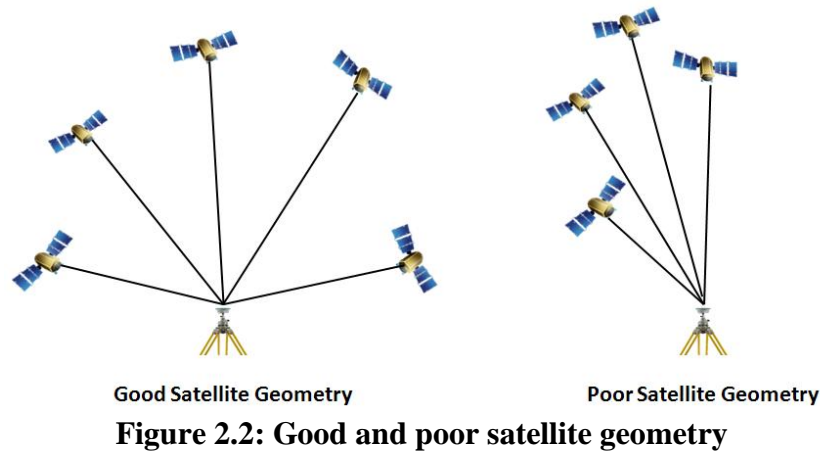 Good Satellite Geometry
Poor Satellite Geometry
Figure 2.2: Good and poor satellite geometry